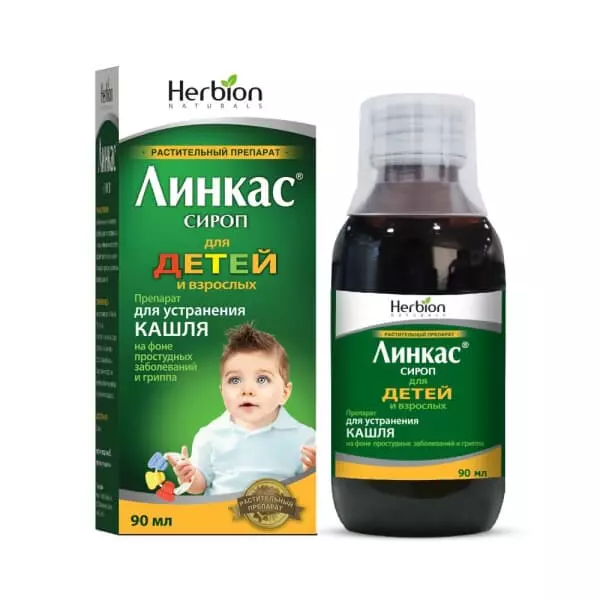 Herbion
NATURALS
РАСТИТЕЛЬНЫЙ ПРЕПАРАТ
Линкас®
СИРОП
для
ДЕТЕЙ
и взрослых
Препарат
для устранения
КАШЛЯ
на фоне
простудных
заболеваний
и гриппа
РАСТИТЕЛЬНЫЙ
ПРЕПАРАТ
90 мл
Herbion
NATURALS
РАСТИТЕЛЬНЫЙ ПРЕПАРАТ
Линкас®
СИРОП
для
ДЕТЕЙ
и взрослых
Препарат
для устранения
КАШЛЯ
на фоне простудных заболеваний и гриппа
90 мл